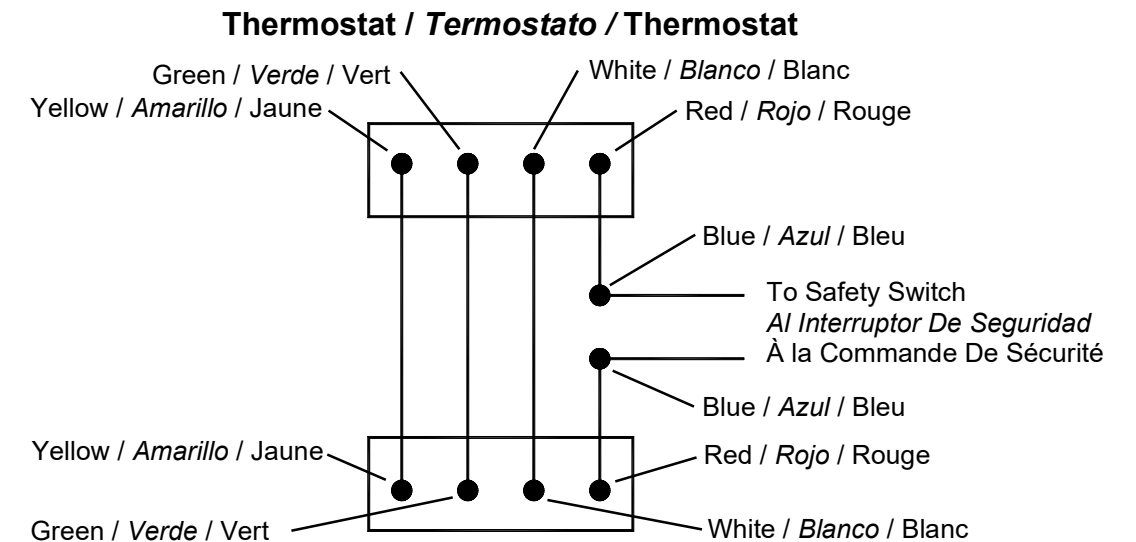 Thermostat / Termostato / Thermostat
Green / Verde / Vert
White / Blanco / Blanc
Yellow / Amarillo / Jaune
Red / Rojo / Rouge
Blue / Azul / Bleu
To Safety Switch
Al Interruptor De Seguridad
À la Commande De Sécurité
Blue / Azul / Bleu
Yellow / Amarillo / Jaune
Red / Rojo / Rouge
Green / Verde / Vert
White / Blanco / Blanc